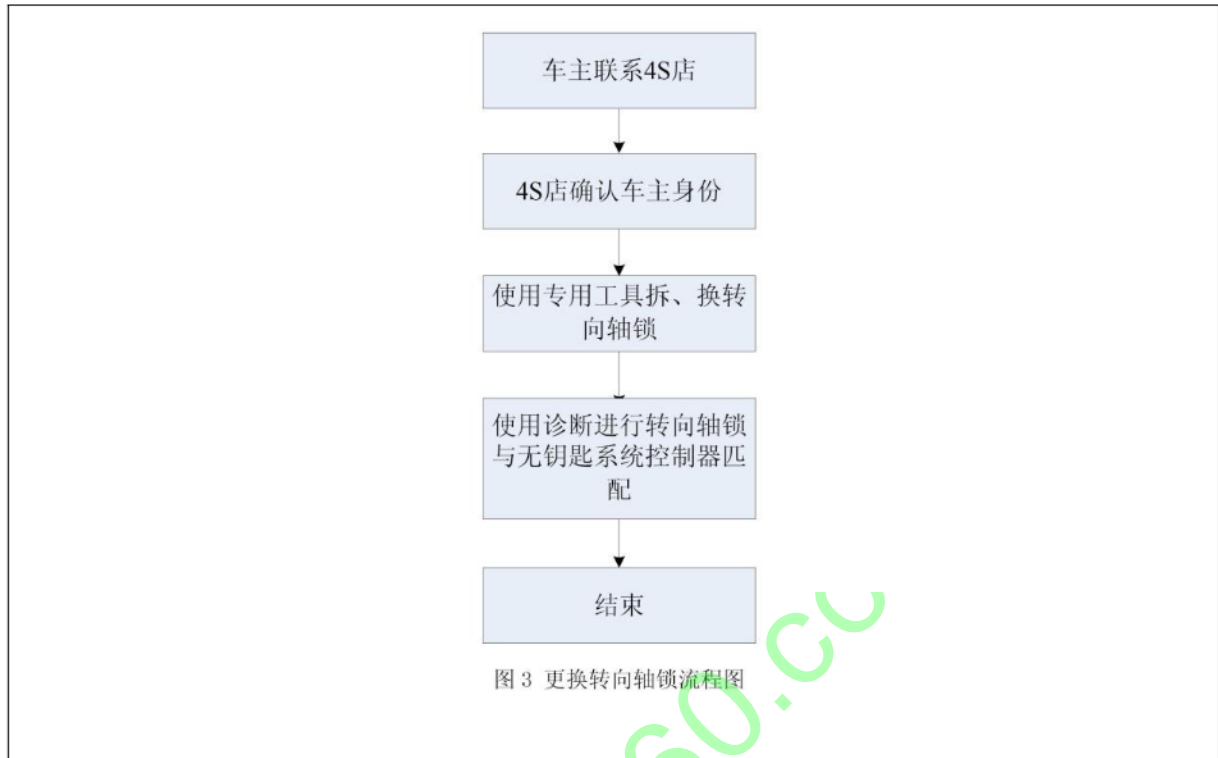 车主联系4S店
4S店确认车主身份
使用专用工具拆、换转
向轴锁
使用诊断进行转向轴锁
与无钥匙系统控制器匹
配
结束
图 3 更换转向轴锁流程图
60.co